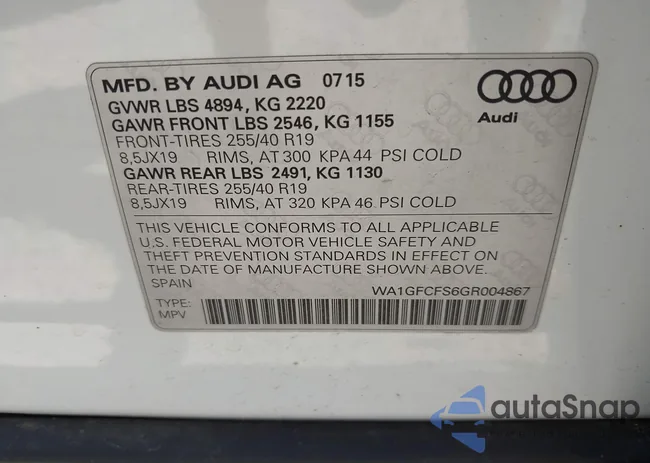 MFD. BY AUDI AG 0715
GVWR LBS 4894, KG 2220
GAWR FRONT LBS 2546, KG 1155
FRONT-TIRES 255/40 R19
8,5JX19 RIMS, AT 300 KPA 44 PSI COLD
GAWR REAR LBS 2491, KG 1130
REAR-TIRES 255/40 R19
8,5JX19 RIMS, AT 320 KPA 46 PSI COLD
Audi
THIS VEHICLE CONFORMS TO ALL APPLICABLE
U.S. FEDERAL MOTOR VEHICLE SAFETY AND
THEFT PREVENTION STANDARDS IN EFFECT ON
THE DATE OF MANUFACTURE SHOWN ABOVE.
SPAIN WA1GFCFS6GR004867
TYPE:
MPV
autoSnap